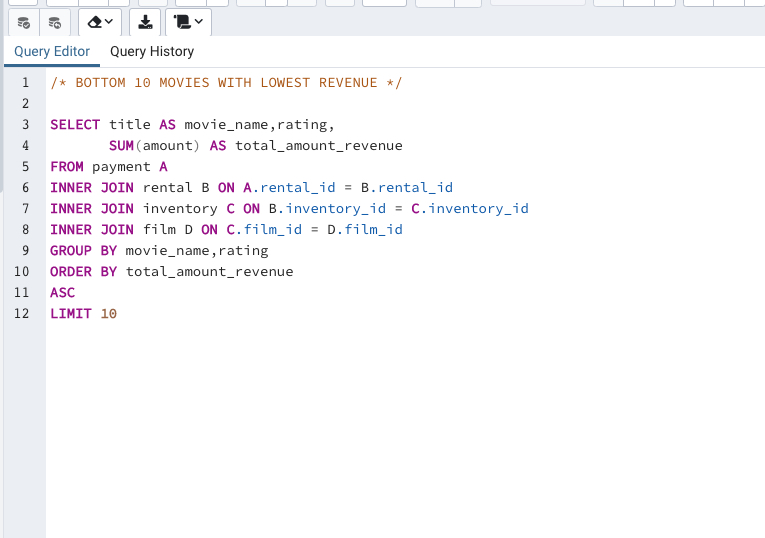 Query Editor Query History
1 /* BOTTOM 10 MOVIES WITH LOWEST REVENUE */
2
3 SELECT title AS movie_name,rating,
4 SUM(amount) AS total_amount_revenue
5 FROM payment A
6 INNER JOIN rental B ON A.rental_id = B.rental_id
7 INNER JOIN inventory C ON B.inventory_id = C.inventory_id
8 INNER JOIN film D ON C.film_id = D.film_id
9 GROUP BY movie_name,rating
10 ORDER BY total_amount_revenue
11 ASC
12 LIMIT 10